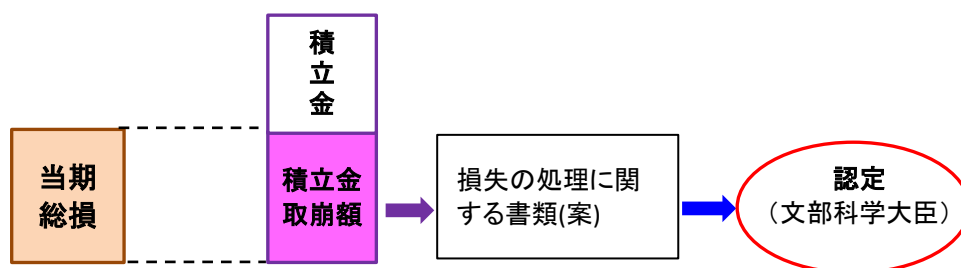 積
立
金
当期
総損
積立金
取崩額
損失の処理に関
する書類(案)
認定
（文部科学大臣）